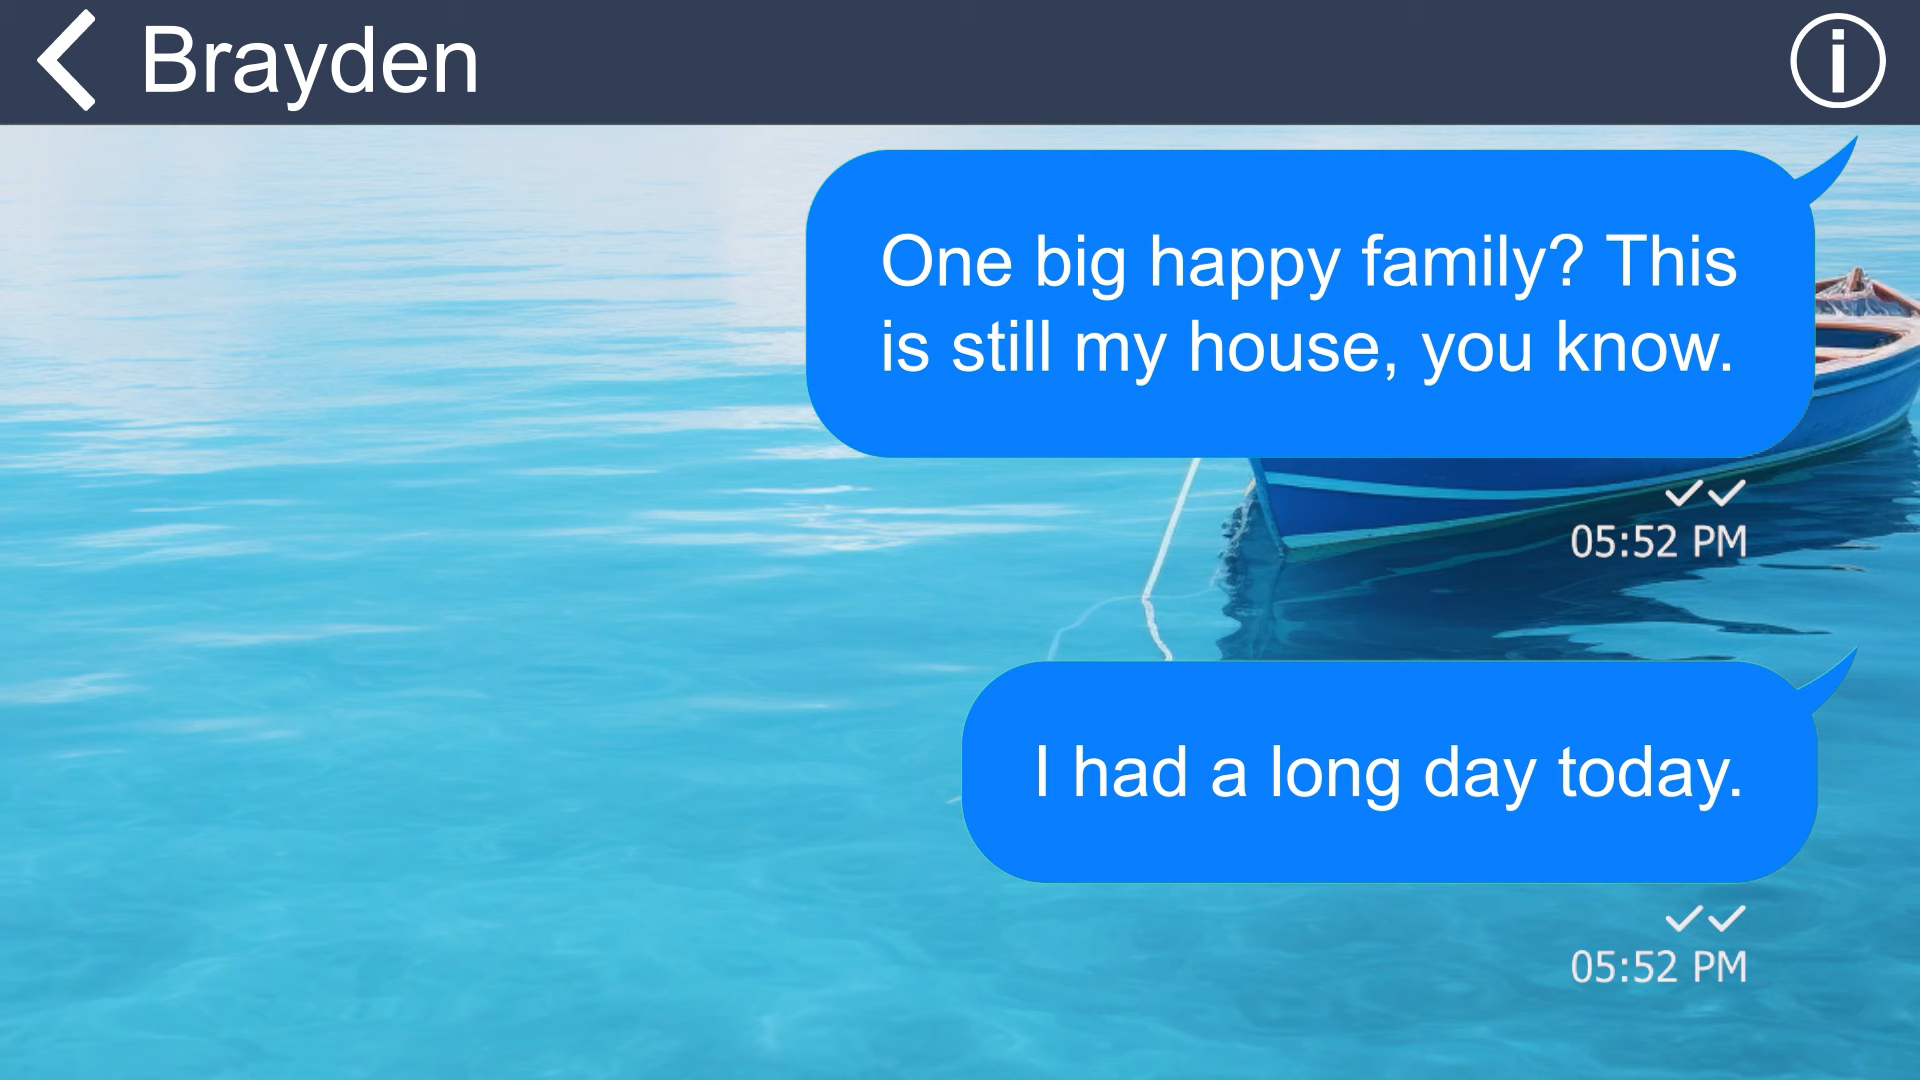 Brayden
One big happy family? This
is still my house, you know.
05:52 PM
I had a long day today.
05:52 PM